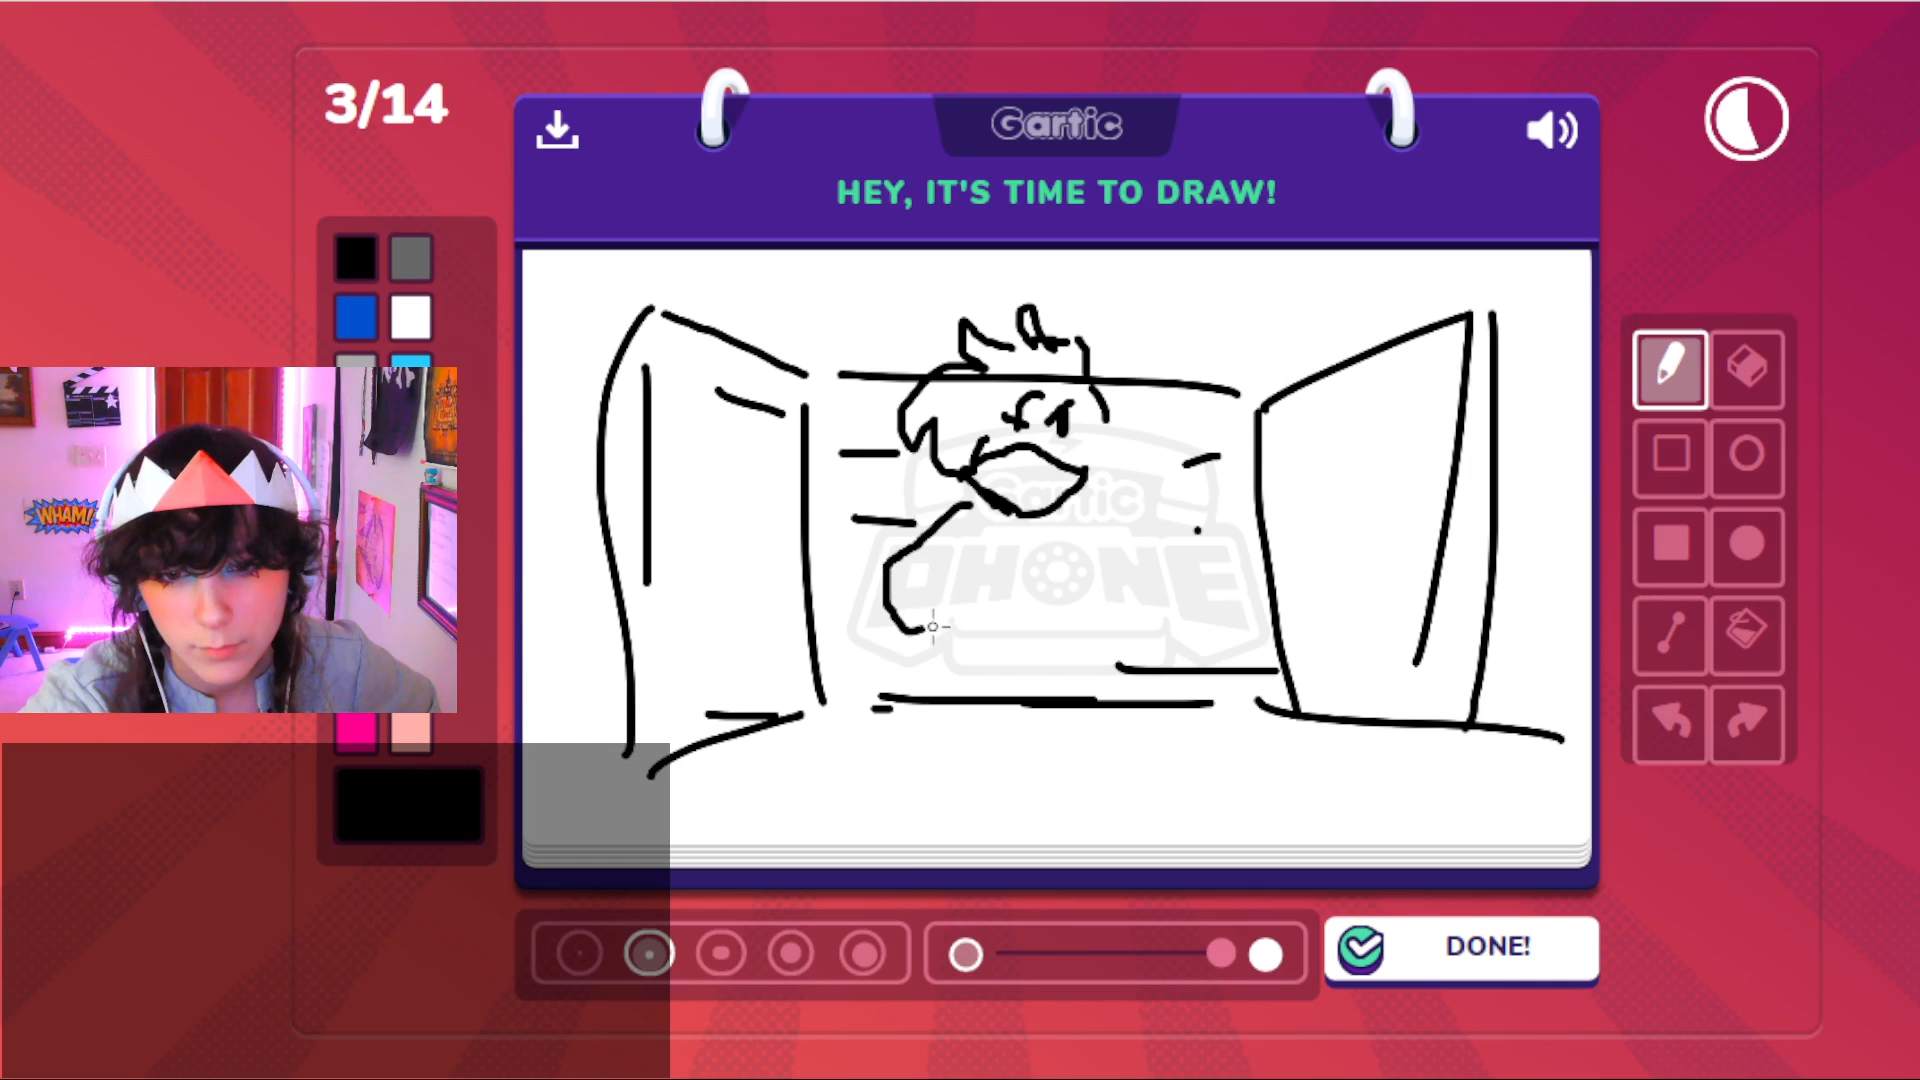 3/14
Gartic
HEY, IT'S TIME TO DRAW!
Gartic
PHONE
WHAM!
DONE!